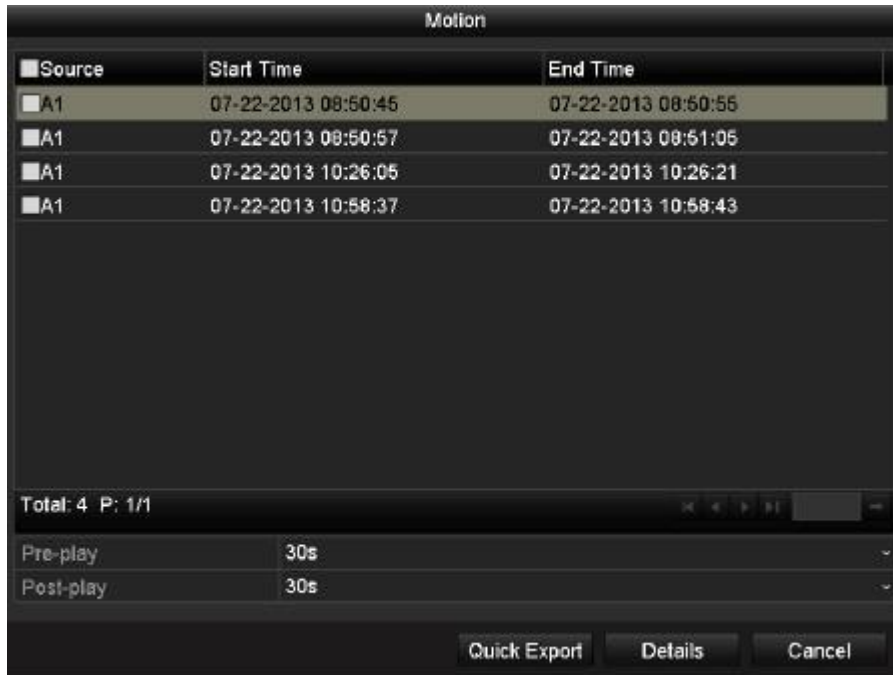 Motion
Source Start Time End Time
A1 07-22-2013 08:50:45 07-22-2013 08:50:55
A1 07-22-2013 08:50:57 07-22-2013 08:51:05
A1 07-22-2013 10:26:05 07-22-2013 10:26:21
A1 07-22-2013 10:58:37 07-22-2013 10:58:43
Total: 4 P: 1/1
Pre-play 30s
Post-play 30s
Quick Export Details Cancel